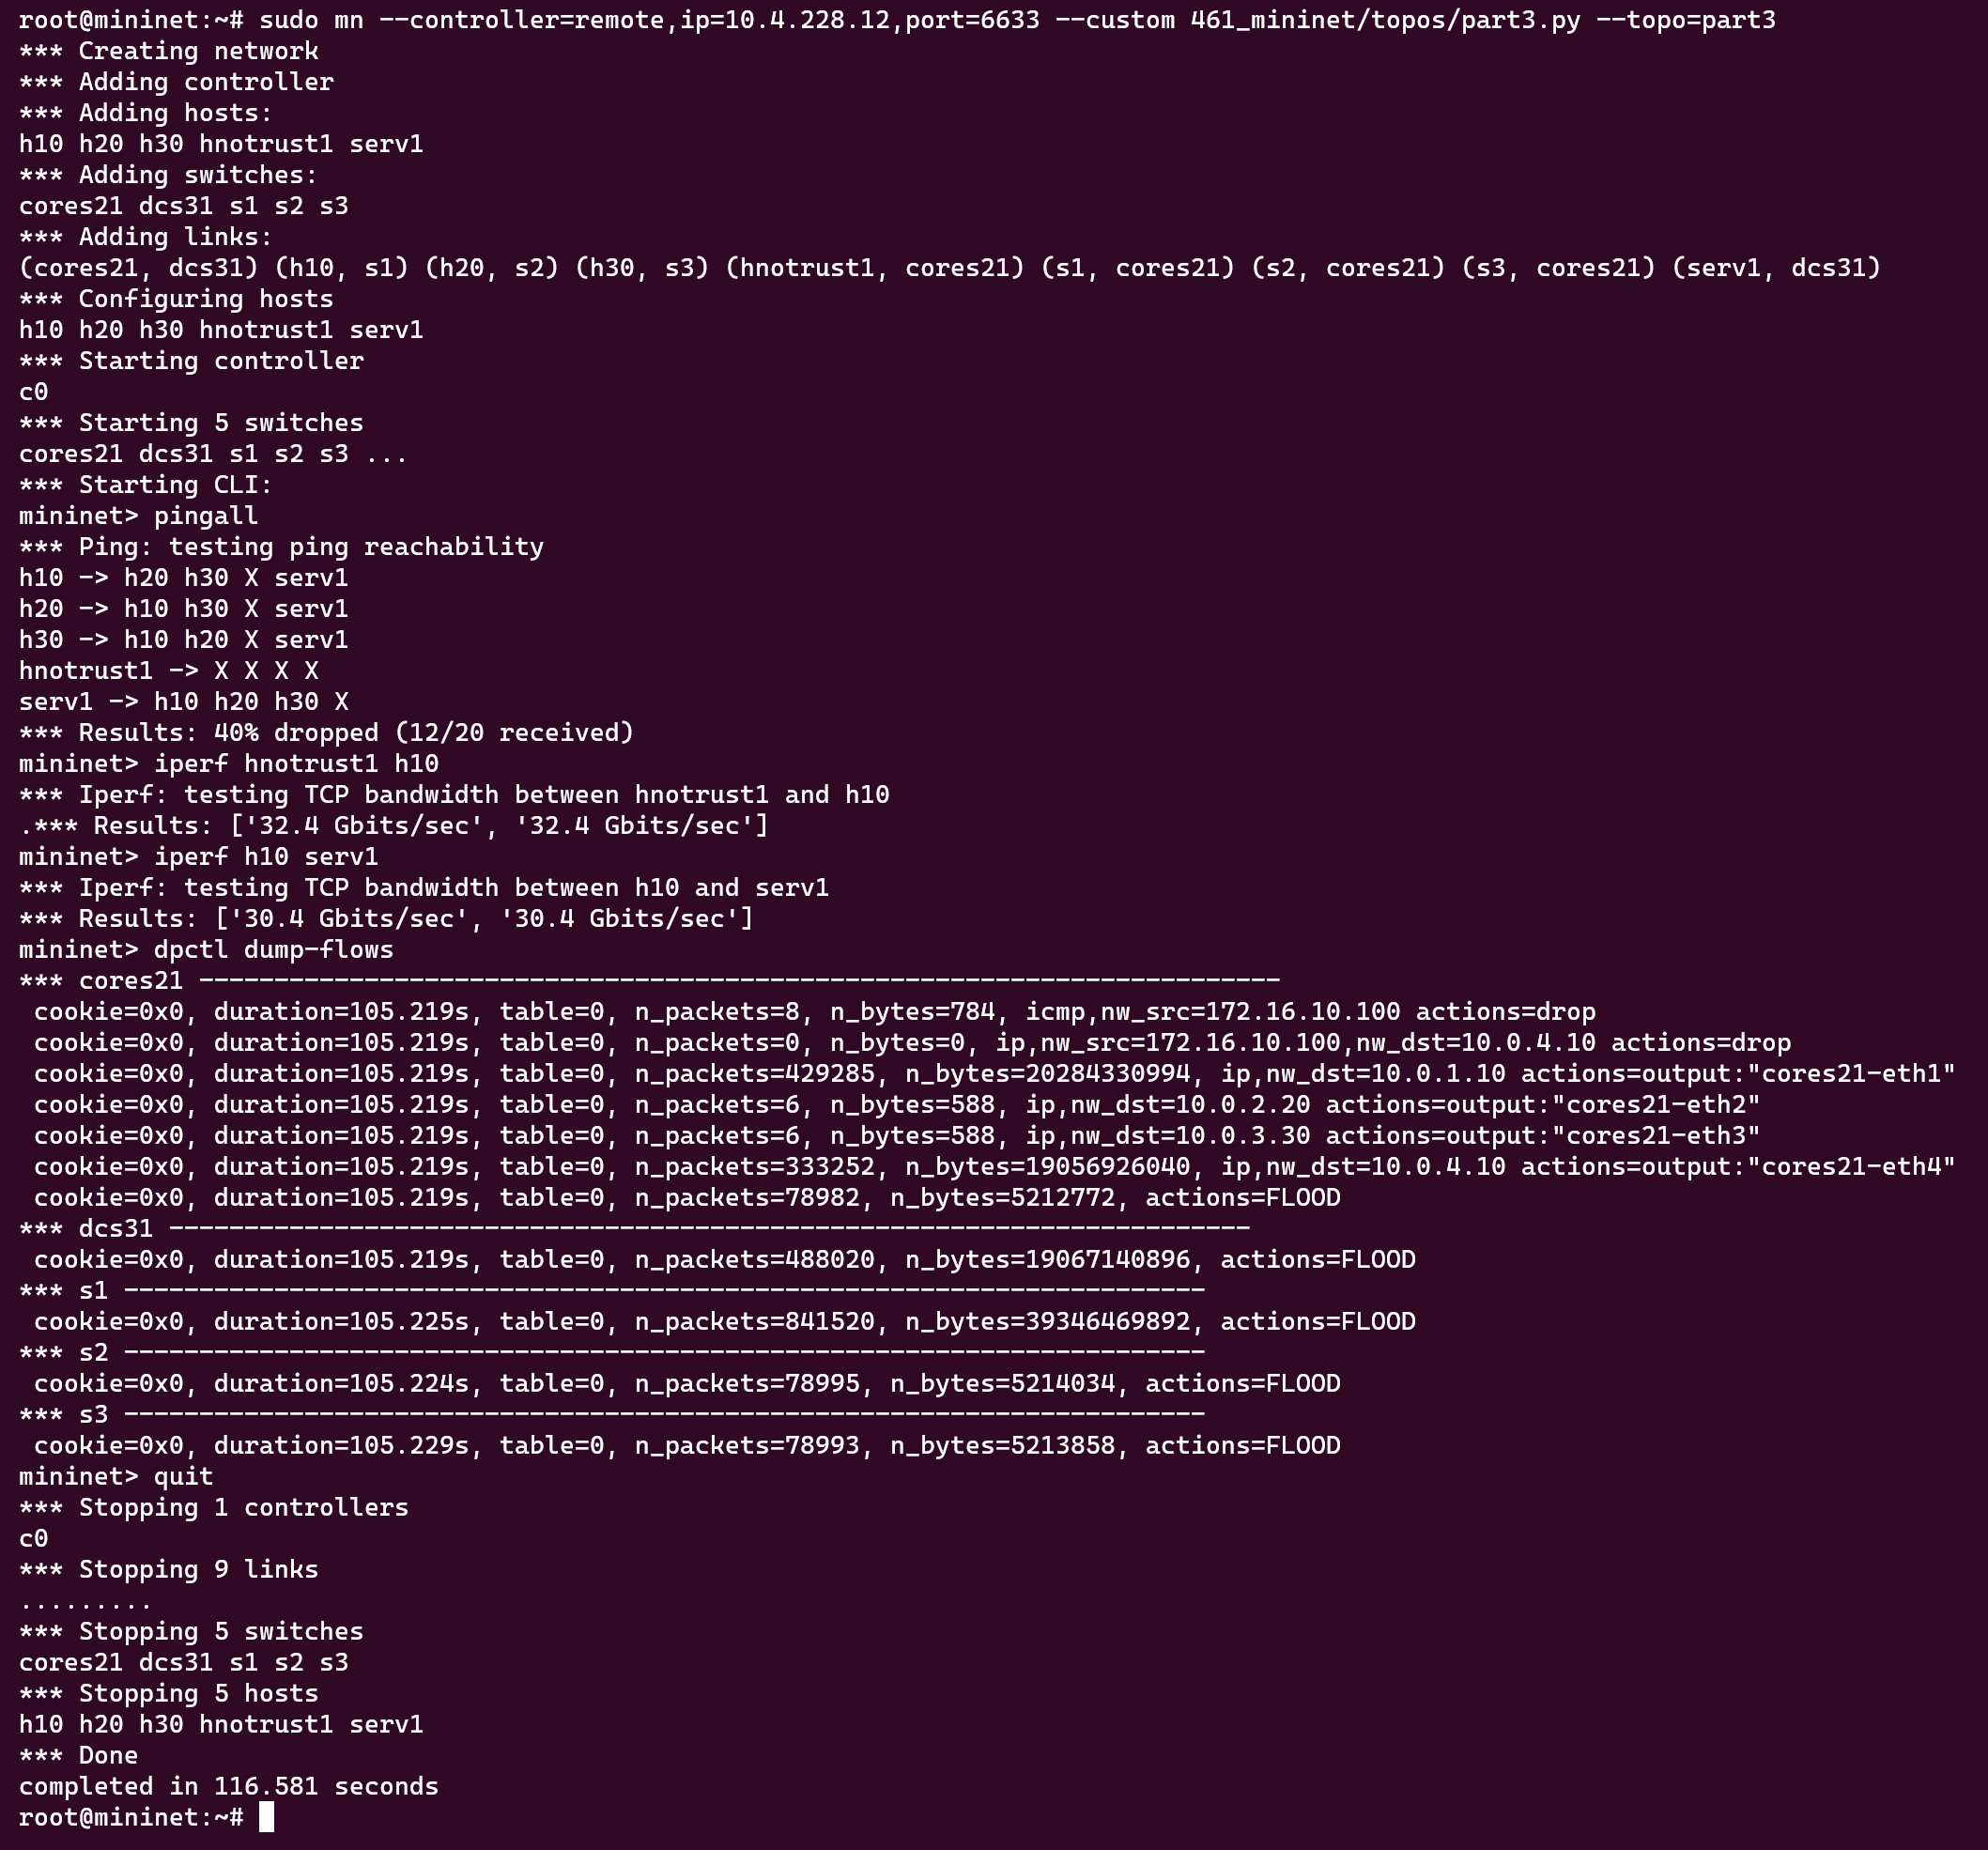 root@mininet:~# sudo mn --controller=remote,ip=10.4.228.12,port=6633 --custom 461_mininet/topos/part3.py --topo=part3
*** Creating network
*** Adding controller
*** Adding hosts:
h10 h20 h30 hnotrust1 serv1
*** Adding switches:
cores21 dcs31 s1 s2 s3
*** Adding links:
(cores21, dcs31) (h10, s1) (h20, s2) (h30, s3) (hnotrust1, cores21) (s1, cores21) (s2, cores21) (s3, cores21) (serv1, dcs31)
*** Configuring hosts
h10 h20 h30 hnotrust1 serv1
*** Starting controller
c0
*** Starting 5 switches
cores21 dcs31 s1 s2 s3 ...
*** Starting CLI:
mininet> pingall
*** Ping: testing ping reachability
h10 -> h20 h30 X serv1
h20 -> h10 h30 X serv1
h30 -> h10 h20 X serv1
hnotrust1 -> X X X X
serv1 -> h10 h20 h30 X
*** Results: 40% dropped (12/20 received)
mininet> iperf hnotrust1 h10
*** Iperf: testing TCP bandwidth between hnotrust1 and h10
.*** Results: ['32.4 Gbits/sec', '32.4 Gbits/sec']
mininet> iperf h10 serv1
*** Iperf: testing TCP bandwidth between h10 and serv1
*** Results: ['30.4 Gbits/sec', '30.4 Gbits/sec']
mininet> dpctl dump-flows
*** cores21 ------------------------------------------------------------------------
 cookie=0x0, duration=105.219s, table=0, n_packets=8, n_bytes=784, icmp,nw_src=172.16.10.100 actions=drop
 cookie=0x0, duration=105.219s, table=0, n_packets=0, n_bytes=0, ip,nw_src=172.16.10.100,nw_dst=10.0.4.10 actions=drop
 cookie=0x0, duration=105.219s, table=0, n_packets=429285, n_bytes=20284330994, ip,nw_dst=10.0.1.10 actions=output:"cores21-eth1"
 cookie=0x0, duration=105.219s, table=0, n_packets=6, n_bytes=588, ip,nw_dst=10.0.2.20 actions=output:"cores21-eth2"
 cookie=0x0, duration=105.219s, table=0, n_packets=6, n_bytes=588, ip,nw_dst=10.0.3.30 actions=output:"cores21-eth3"
 cookie=0x0, duration=105.219s, table=0, n_packets=333252, n_bytes=19056926040, ip,nw_dst=10.0.4.10 actions=output:"cores21-eth4"
 cookie=0x0, duration=105.219s, table=0, n_packets=78982, n_bytes=5212772, actions=FLOOD
*** dcs31 ------------------------------------------------------------------------
 cookie=0x0, duration=105.219s, table=0, n_packets=488020, n_bytes=19067140896, actions=FLOOD
*** s1 ------------------------------------------------------------------------
 cookie=0x0, duration=105.225s, table=0, n_packets=841520, n_bytes=39346469892, actions=FLOOD
*** s2 ------------------------------------------------------------------------
 cookie=0x0, duration=105.224s, table=0, n_packets=78995, n_bytes=5214034, actions=FLOOD
*** s3 ------------------------------------------------------------------------
 cookie=0x0, duration=105.229s, table=0, n_packets=78993, n_bytes=5213858, actions=FLOOD
mininet> quit
*** Stopping 1 controllers
c0
*** Stopping 9 links
.........
*** Stopping 5 switches
cores21 dcs31 s1 s2 s3
*** Stopping 5 hosts
h10 h20 h30 hnotrust1 serv1
*** Done
completed in 116.581 seconds
root@mininet:~#